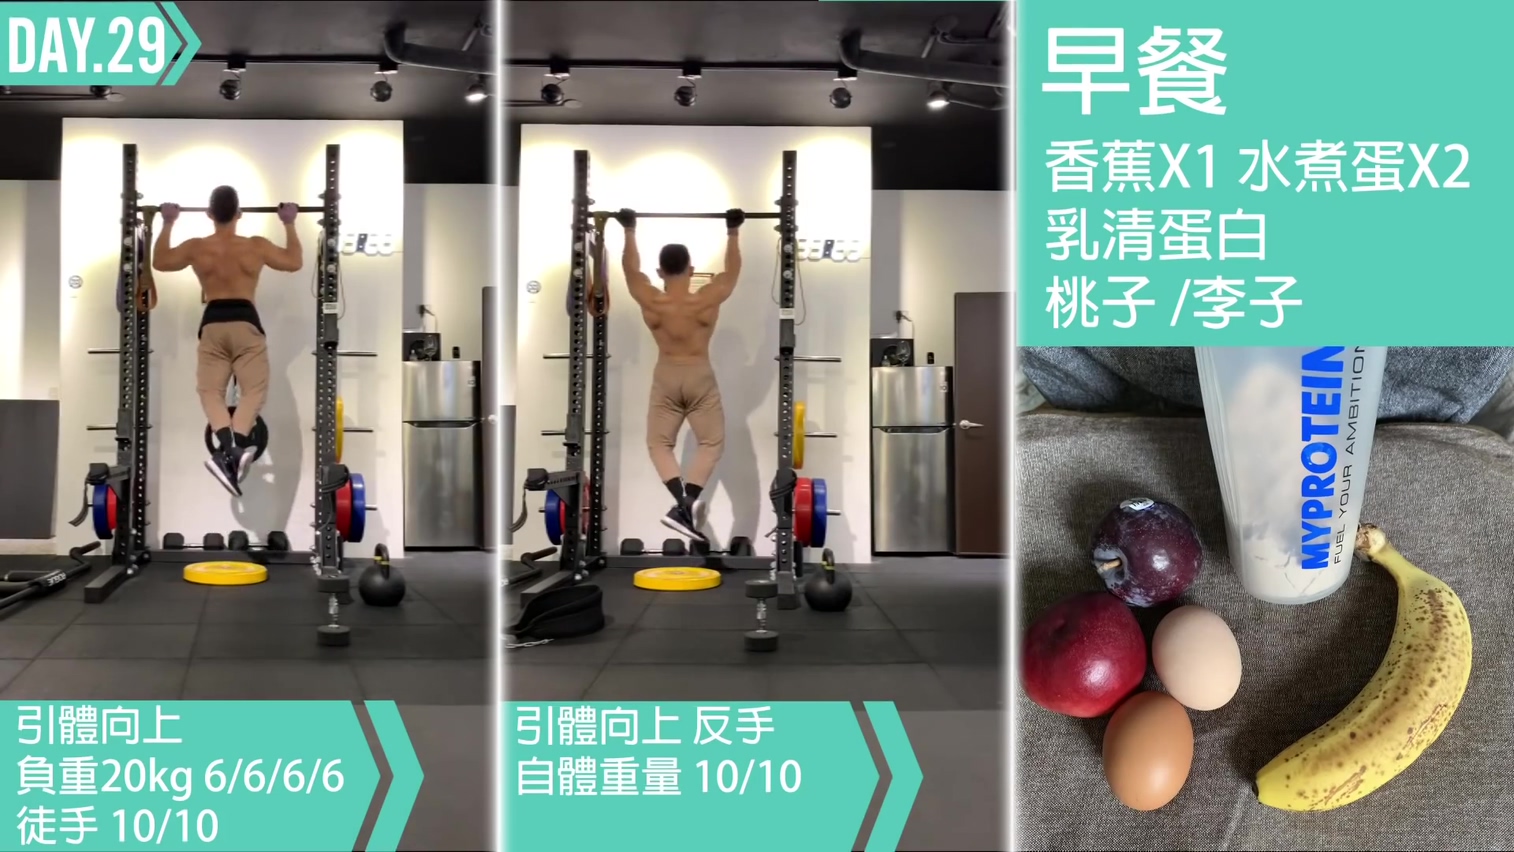 DAY.29
引體向上
負重20kg 6/6/6/6
徒手 10/10
引體向上 反手
自體重量 10/10
早餐
香蕉X1 水煮蛋X2
乳清蛋白
桃子 /李子
MYPROTEIN
FUEL YOUR AMBITION